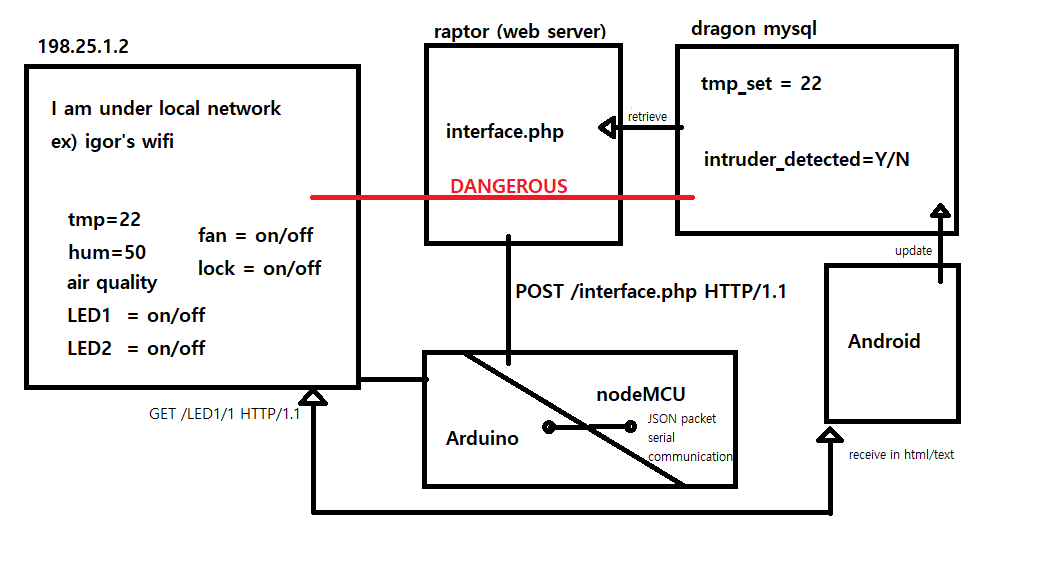 198.25.1.2
I am under local network
ex) igor's wifi
tmp=22
hum=50
air quality
LED1 = on/off
LED2 = on/off
fan = on/off
lock = on/off
raptor (web server)
interface.php
DANGEROUS
dragon mysql
tmp_set = 22
retrieve
intruder_detected=Y/N
update
POST /interface.php HTTP/1.1
Android
nodeMCU
JSON packet
serial
communication
Arduino
GET /LED1/1 HTTP/1.1
receive in html/text